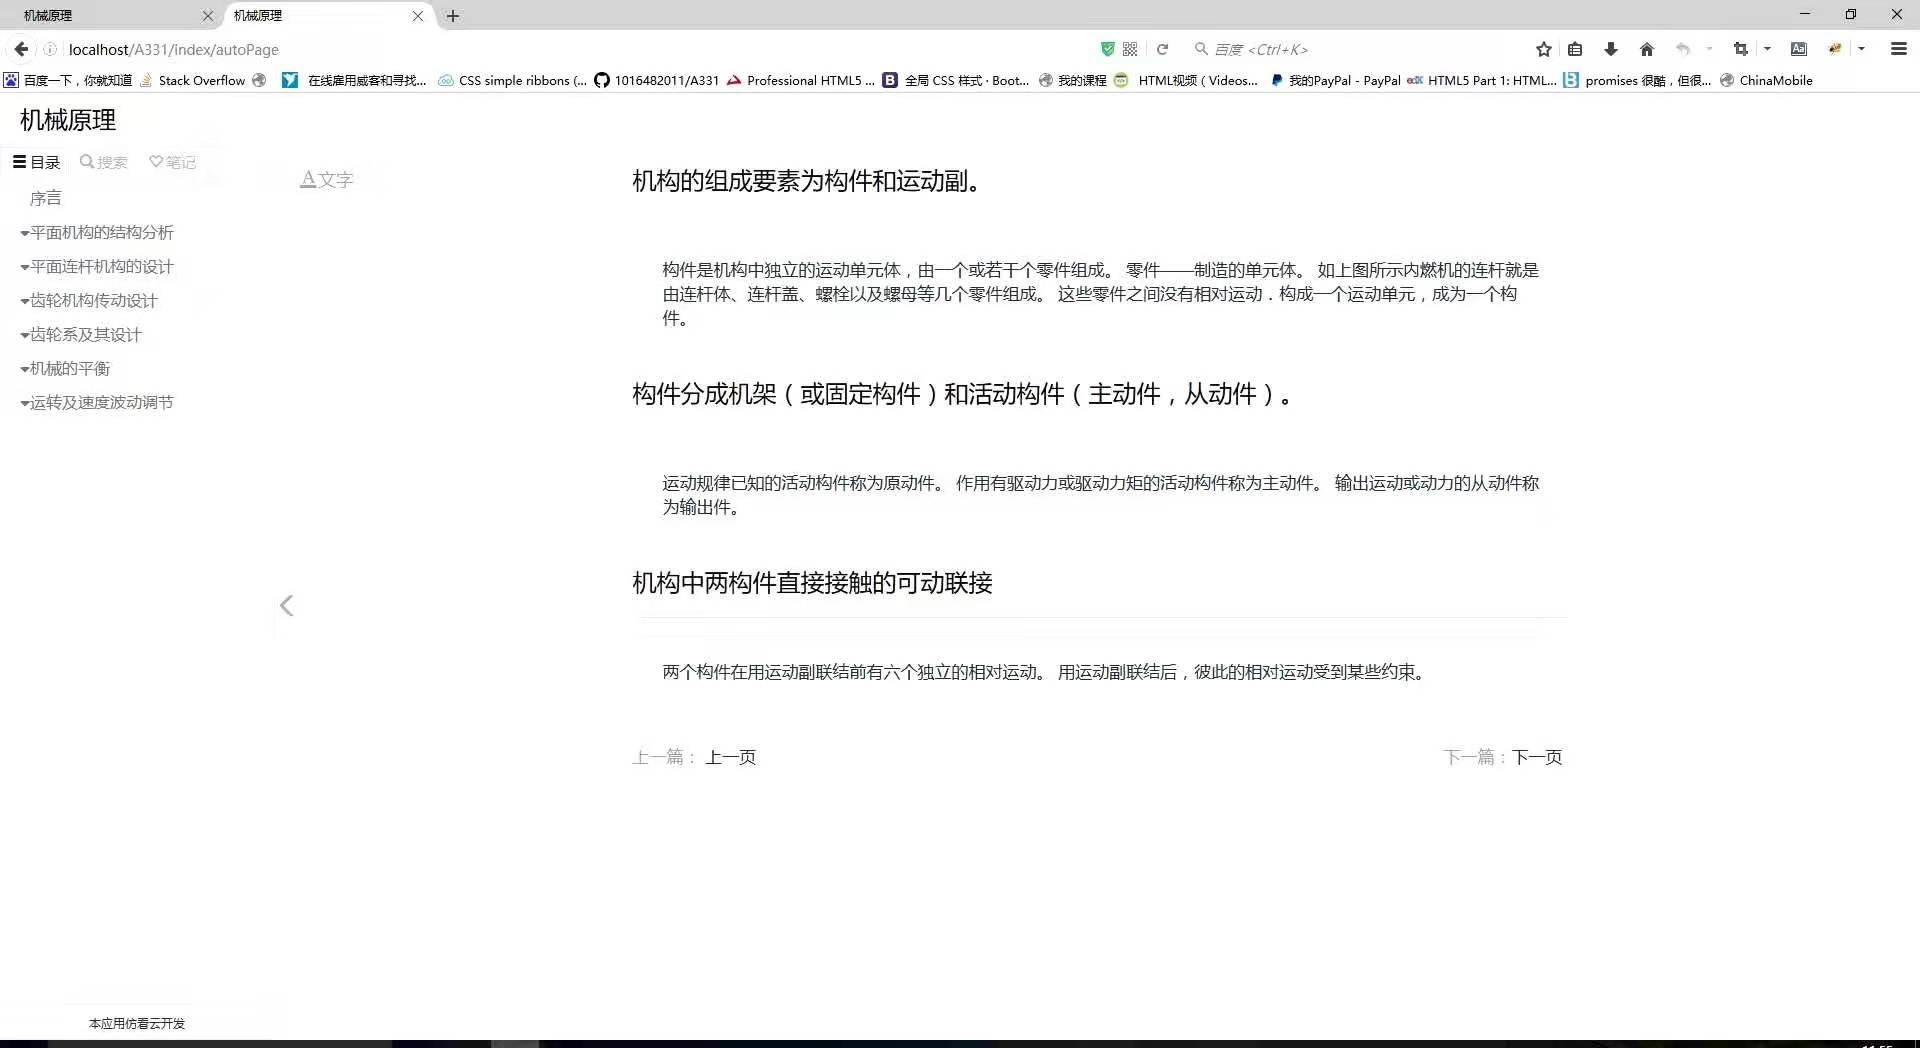 机械原理
机械原理
localhost/A331/index/autoPage
百度 <Ctrl+K>
百度一下，你就知道 Stack Overflow 在线雇用威客和寻找... CSS simple ribbons (... 1016482011/A331 Professional HTML5 ... 全局 CSS 样式 · Boot... 我的课程 HTML视频（Videos... 我的PayPal - PayPal HTML5 Part 1: HTML... promises 很酷，但很... ChinaMobile
机械原理
目录 搜索 笔记
序言
平面机构的结构分析
平面连杆机构的设计
齿轮机构传动设计
齿轮系及其设计
机械的平衡
运转及速度波动调节
A文字
机构的组成要素为构件和运动副。
构件是机构中独立的运动单元体，由一个或若干个零件组成。 零件——制造的单元体。 如上图所示内燃机的连杆就是
由连杆体、连杆盖、螺栓以及螺母等几个零件组成。 这些零件之间没有相对运动．构成一个运动单元，成为一个构
件。
构件分成机架（或固定构件）和活动构件（主动件，从动件）。
运动规律已知的活动构件称为原动件。 作用有驱动力或驱动力矩的活动构件称为主动件。 输出运动或动力的从动件称
为输出件。
机构中两构件直接接触的可动联接
两个构件在用运动副联结前有六个独立的相对运动。 用运动副联结后，彼此的相对运动受到某些约束。
上一篇： 上一页
下一篇：下一页
本应用仿看云开发